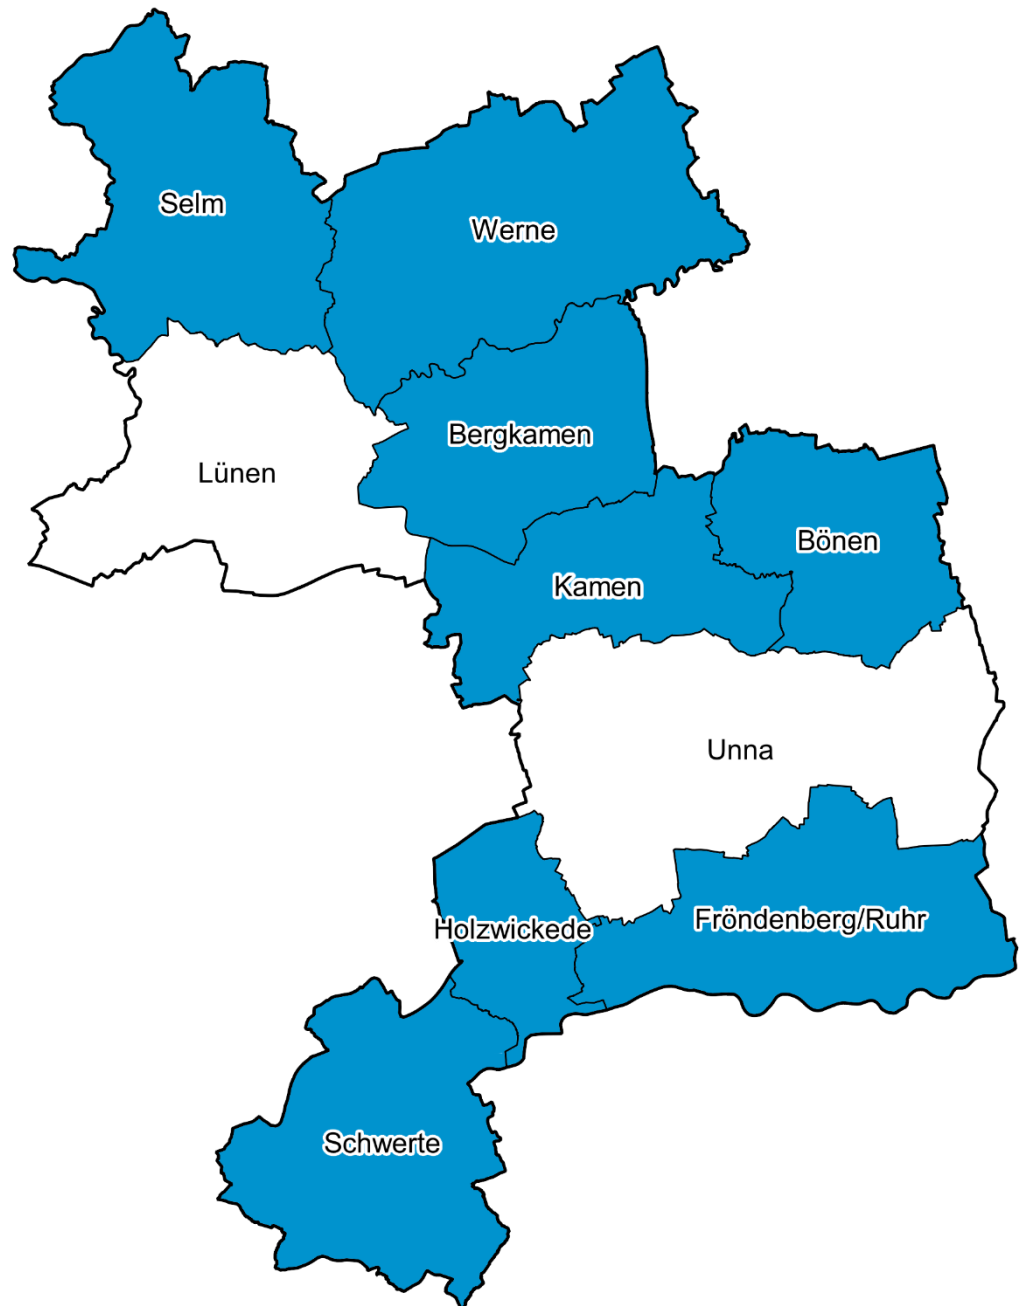 Selm
Werne
Bergkamen
Lünen
Bönen
Kamen
Unna
Fröndenberg/Ruhr
Holzwickede
Schwerte